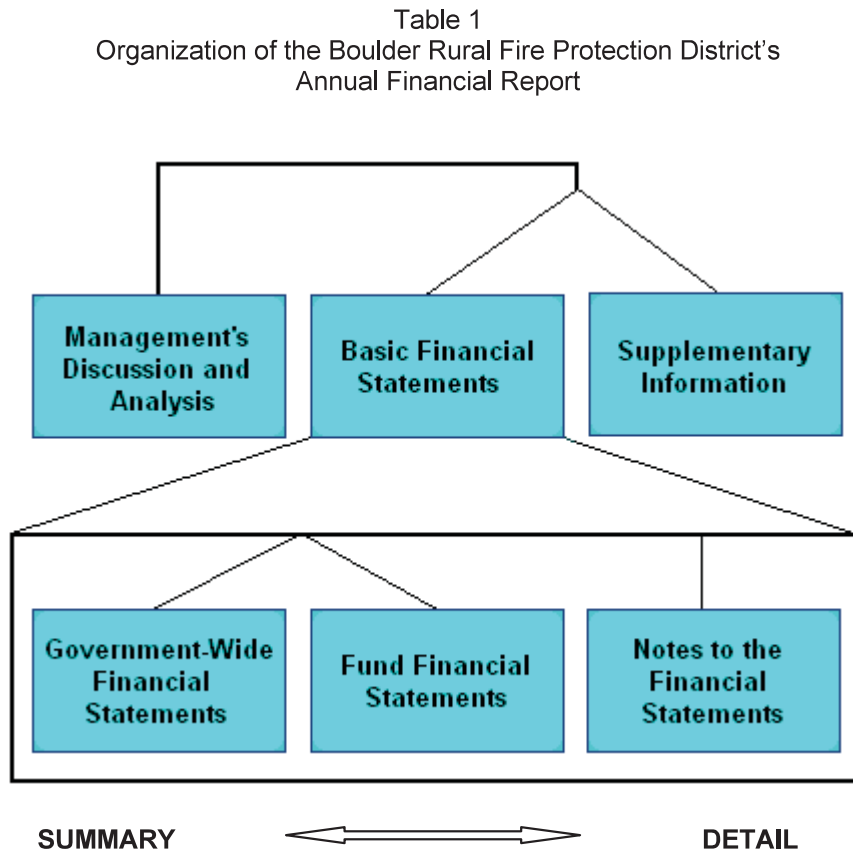 Table 1
Organization of the Boulder Rural Fire Protection District's
Annual Financial Report
Management's
Discussion and
Analysis
Basic Financial
Statements
Supplementary
Information
Government-Wide
Financial
Statements
Fund Financial
Statements
Notes to the
Financial
Statements
SUMMARY
DETAIL